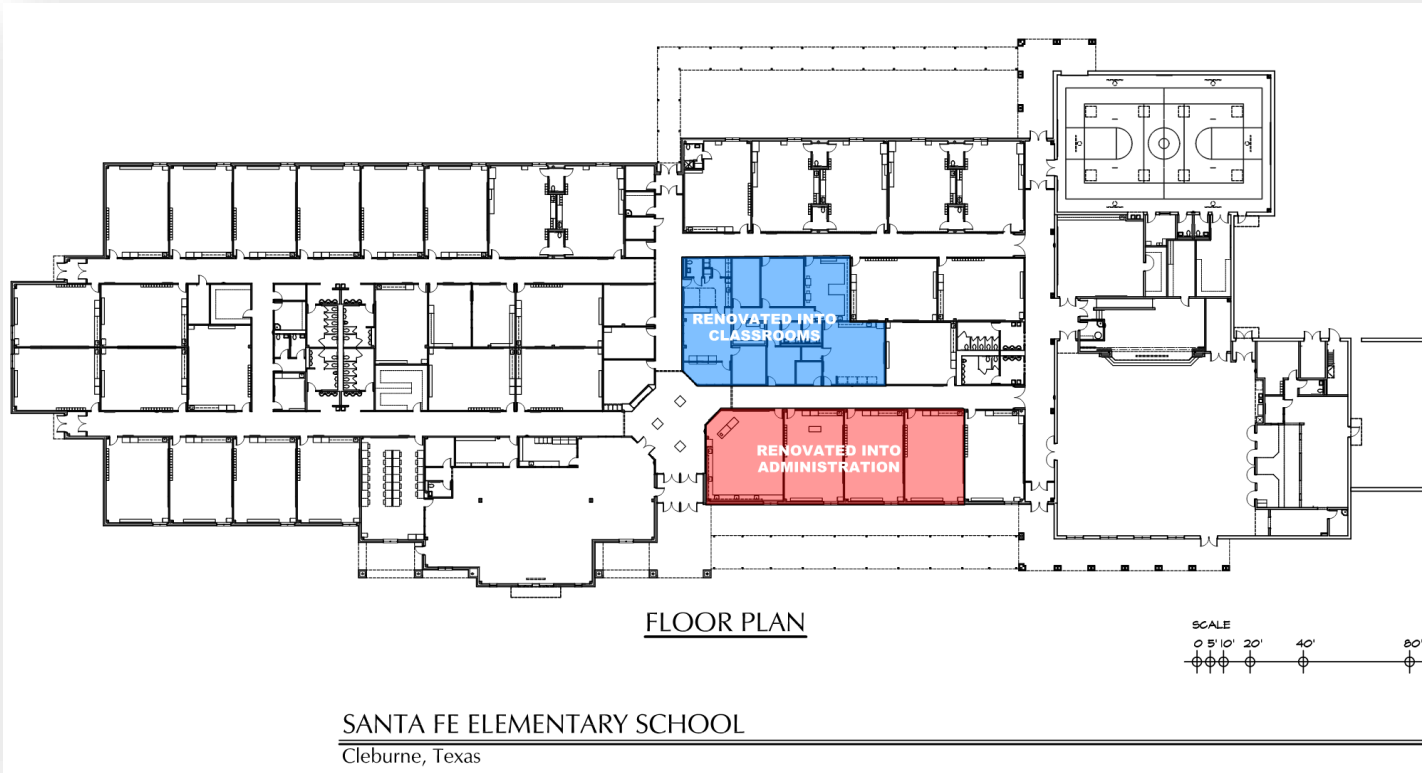 RENOVATED INTO
CLASSROOMS
RENOVATED INTO
ADMINISTRATION
FLOOR PLAN
SCALE
0 5' 10' 20' 40' 80'
SANTA FE ELEMENTARY SCHOOL
Cleburne, Texas